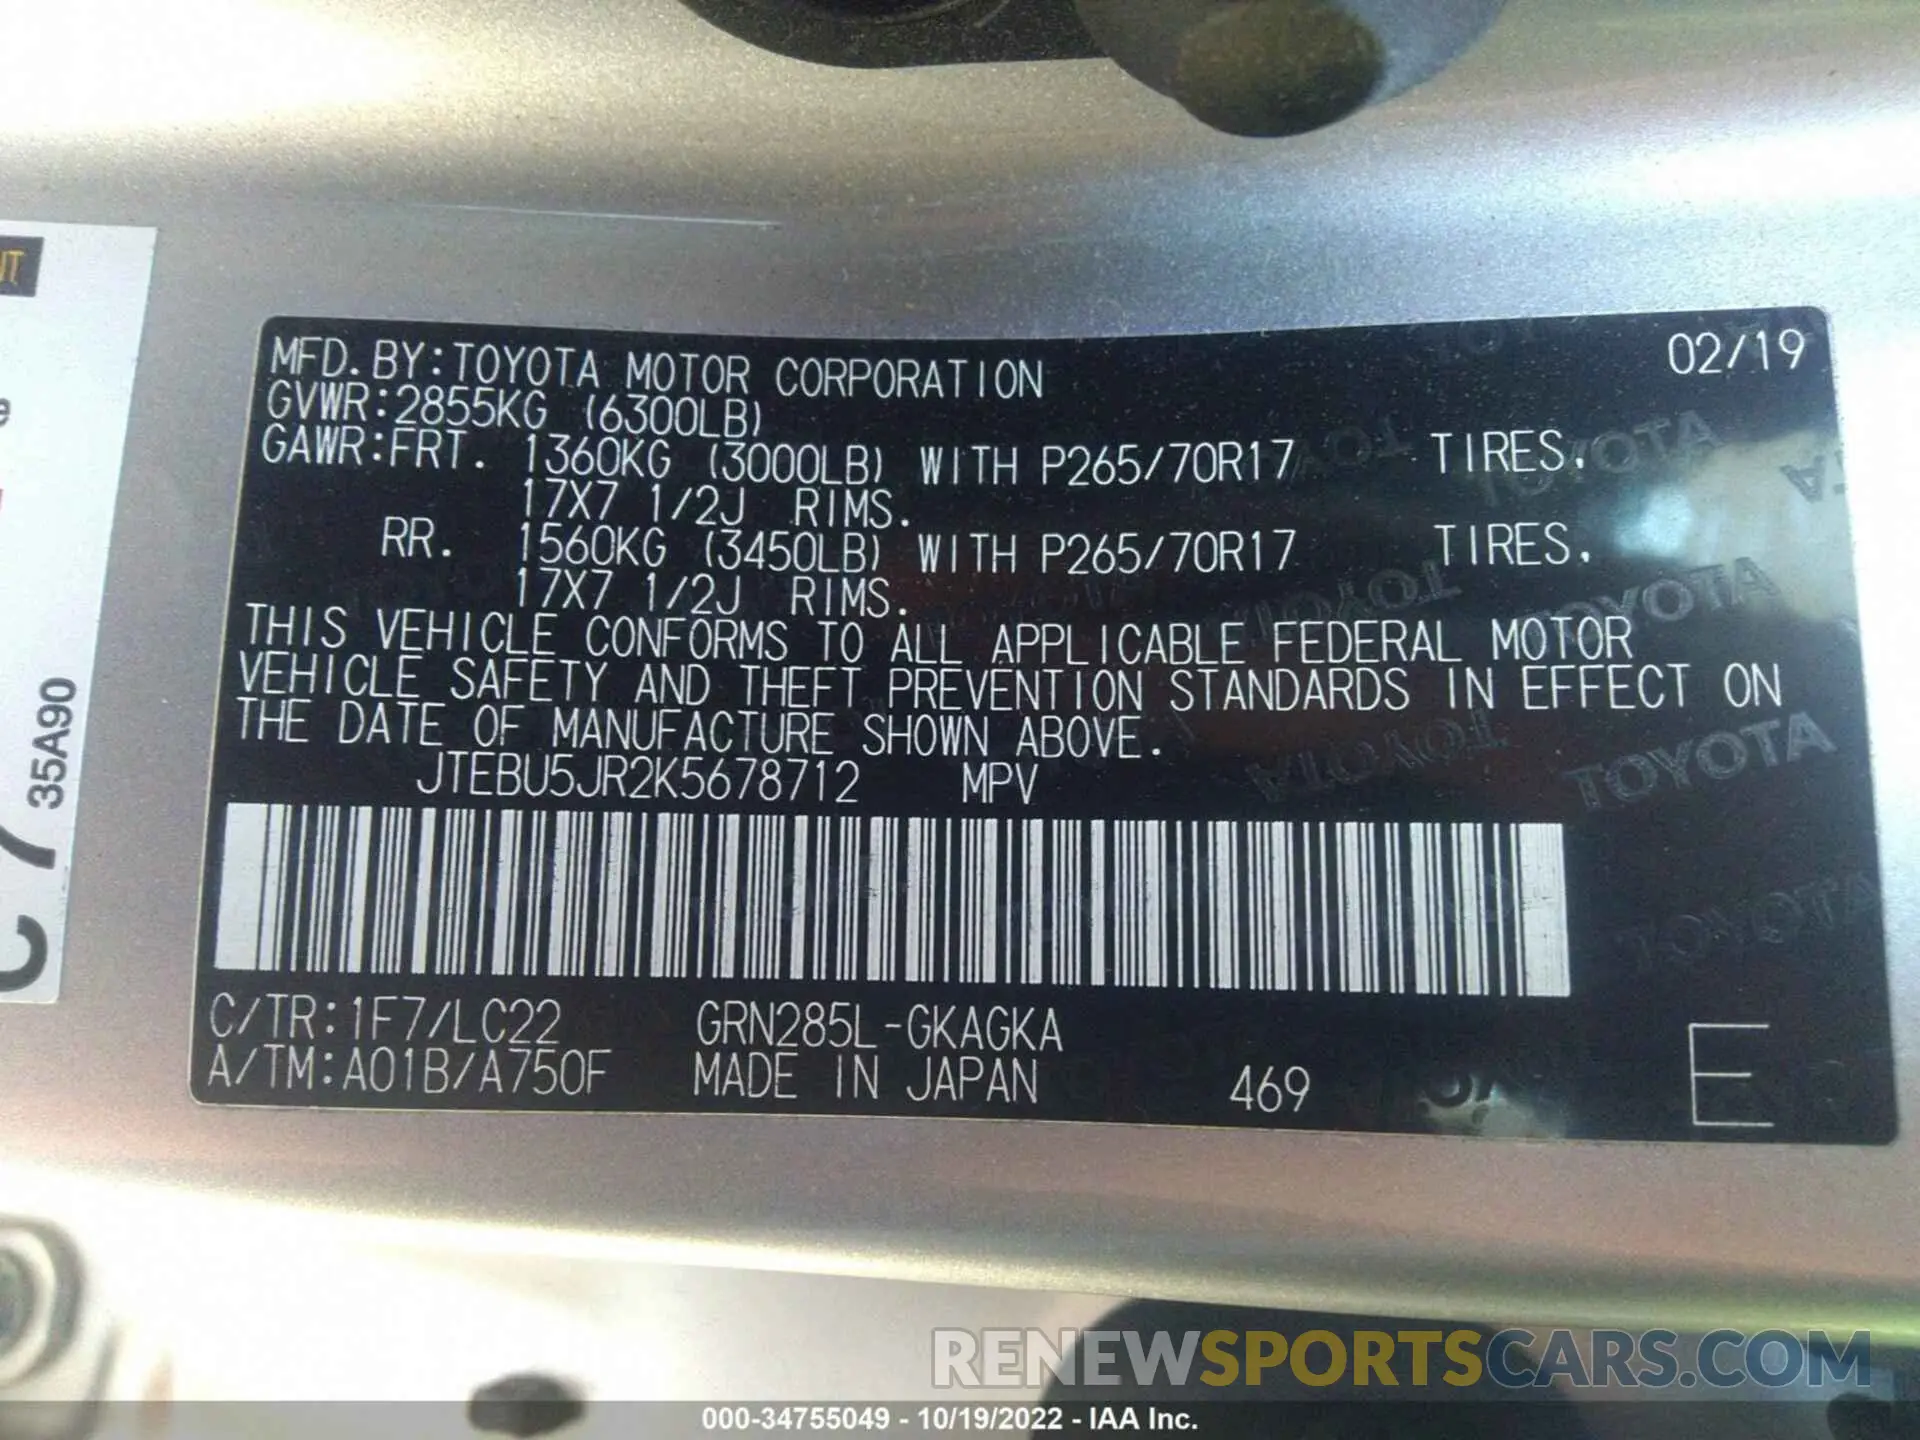 MFD. BY:TOYOTA MOTOR CORPORATION 02/19
GVWR:2855KG (6300LB)
GAWR:FRT. 1360KG (3000LB) WITH P265/70R17 TIRES,
17X7 1/2J RIMS.
RR. 1560KG (3450LB) WITH P265/70R17 TIRES,
17X7 1/2J RIMS.
THIS VEHICLE CONFORMS TO ALL APPLICABLE FEDERAL MOTOR
VEHICLE SAFETY AND THEFT PREVENTION STANDARDS IN EFFECT ON
THE DATE OF MANUFACTURE SHOWN ABOVE.
JTEBU5JR2K5678712 MPV
C/TR:1F7/LC22 GRN285L-GKAGKA
A/TM:A01B/A750F MADE IN JAPAN 469 E
35A90
TOYOTA
TOYOTA
TOYOTA
TOYOTA
RENEWSPORTSCARS.COM
000-34755049 - 10/19/2022 - IAA Inc.